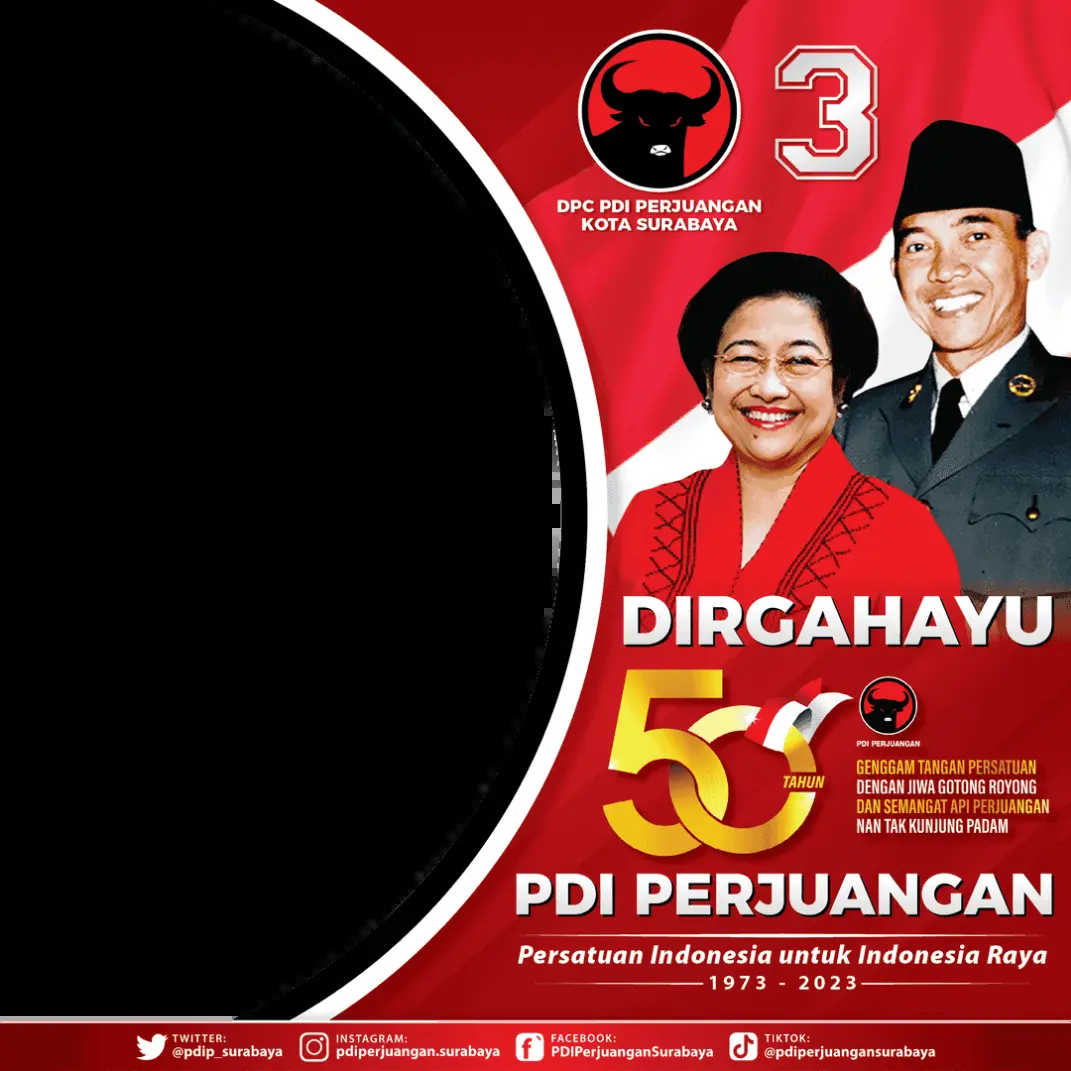 3
DPC PDI PERJUANGAN
KOTA SURABAYA
DIRGAHAYU
50
TAHUN
PDI PERJUANGAN
GENGGAM TANGAN PERSATUAN
DENGAN JIWA GOTONG ROYONG
DAN SEMANGAT API PERJUANGAN
NAN TAK KUNJUNG PADAM
PDI PERJUANGAN
Persatuan Indonesia untuk Indonesia Raya
1973 - 2023
TWITTER:
@pdip_surabaya
INSTAGRAM:
pdiperjuangan.surabaya
FACEBOOK:
PDIPerjuanganSurabaya
TIKTOK:
@pdiperjuangansurabaya